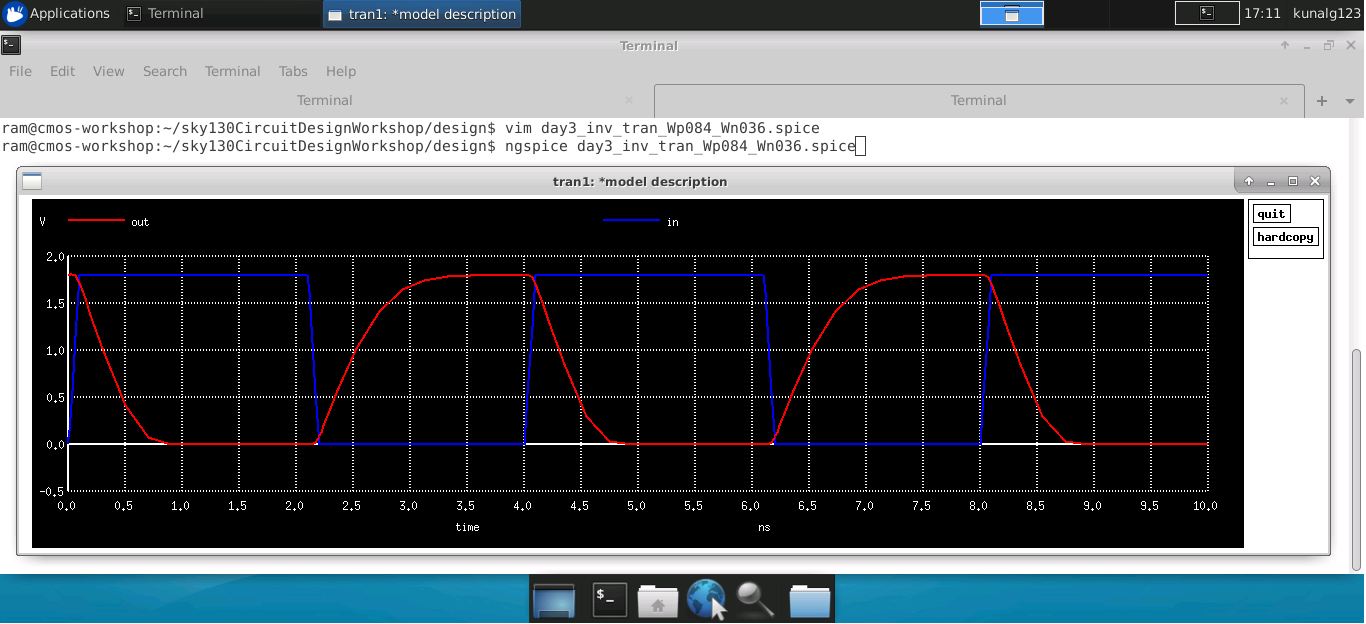 Applications Terminal tran1: *model description 17:11 kunalg123
Terminal
File Edit View Search Terminal Tabs Help
Terminal Terminal
ram@cmos-workshop:~/sky130CircuitDesignWorkshop/design$ vim day3_inv_tran_Wp084_Wn036.spice
ram@cmos-workshop:~/sky130CircuitDesignWorkshop/design$ ngspice day3_inv_tran_Wp084_Wn036.spice
tran1: *model description
quit
hardcopy
V out in
2.0
1.5
1.0
0.5
0.0
-0.5
0.0 0.5 1.0 1.5 2.0 2.5 3.0 3.5 4.0 4.5 5.0 5.5 6.0 6.5 7.0 7.5 8.0 8.5 9.0 9.5 10.0
time ns